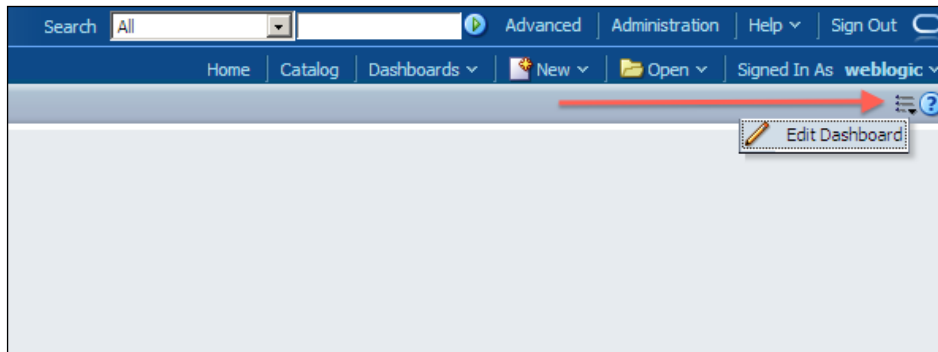 Search All Advanced Administration Help Sign Out
Home Catalog Dashboards New Open Signed In As weblogic
Edit Dashboard